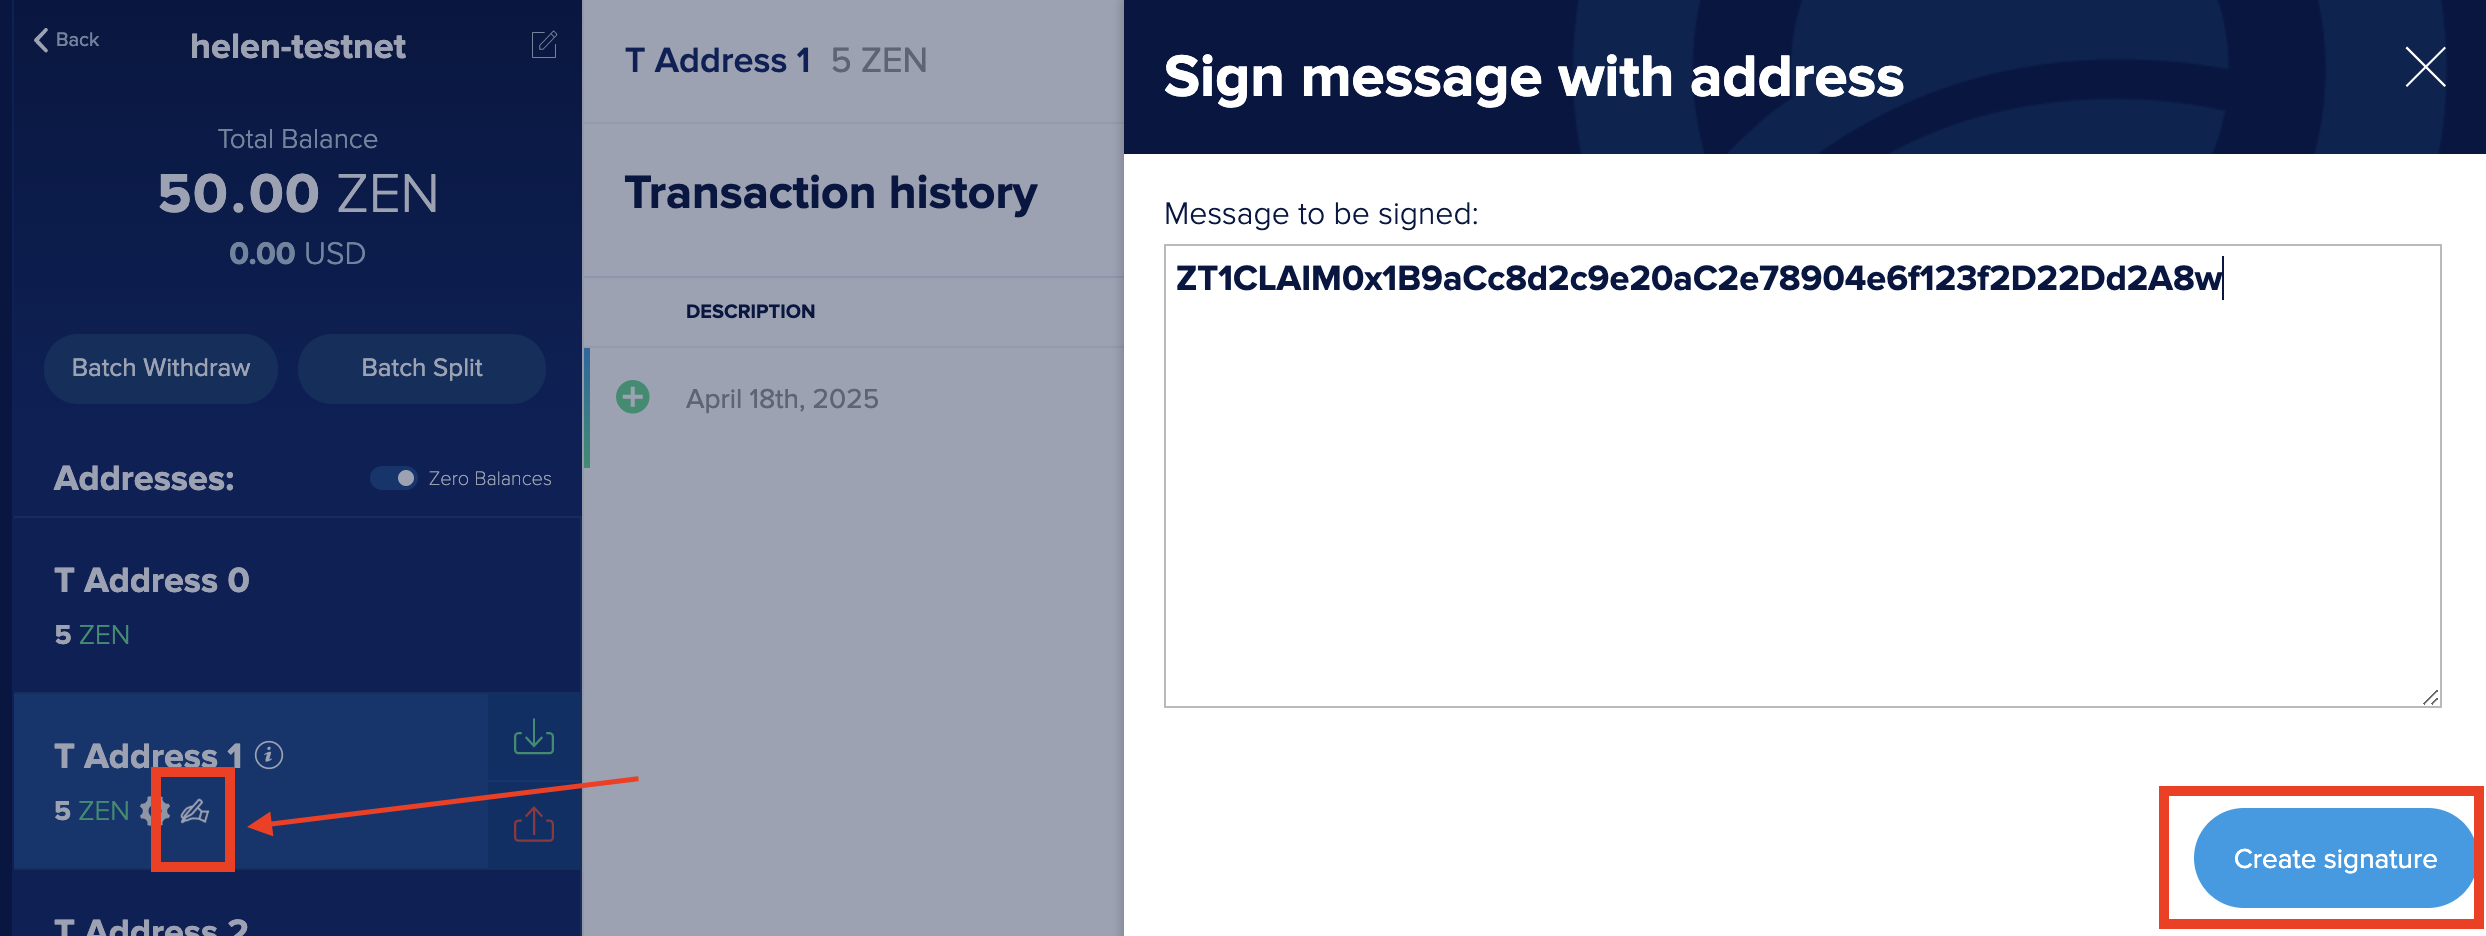 Back
helen-testnet
Total Balance
50.00 ZEN
0.00 USD
Batch Withdraw
Batch Split
Addresses:
Zero Balances
T Address 0
5 ZEN
T Address 1
5 ZEN
T Address 2
T Address 1 5 ZEN
Transaction history
DESCRIPTION
April 18th, 2025
Sign message with address
Message to be signed:
ZT1CLAIM0x1B9aCc8d2c9e20aC2e78904e6f123f2D22Dd2A8w
Create signature